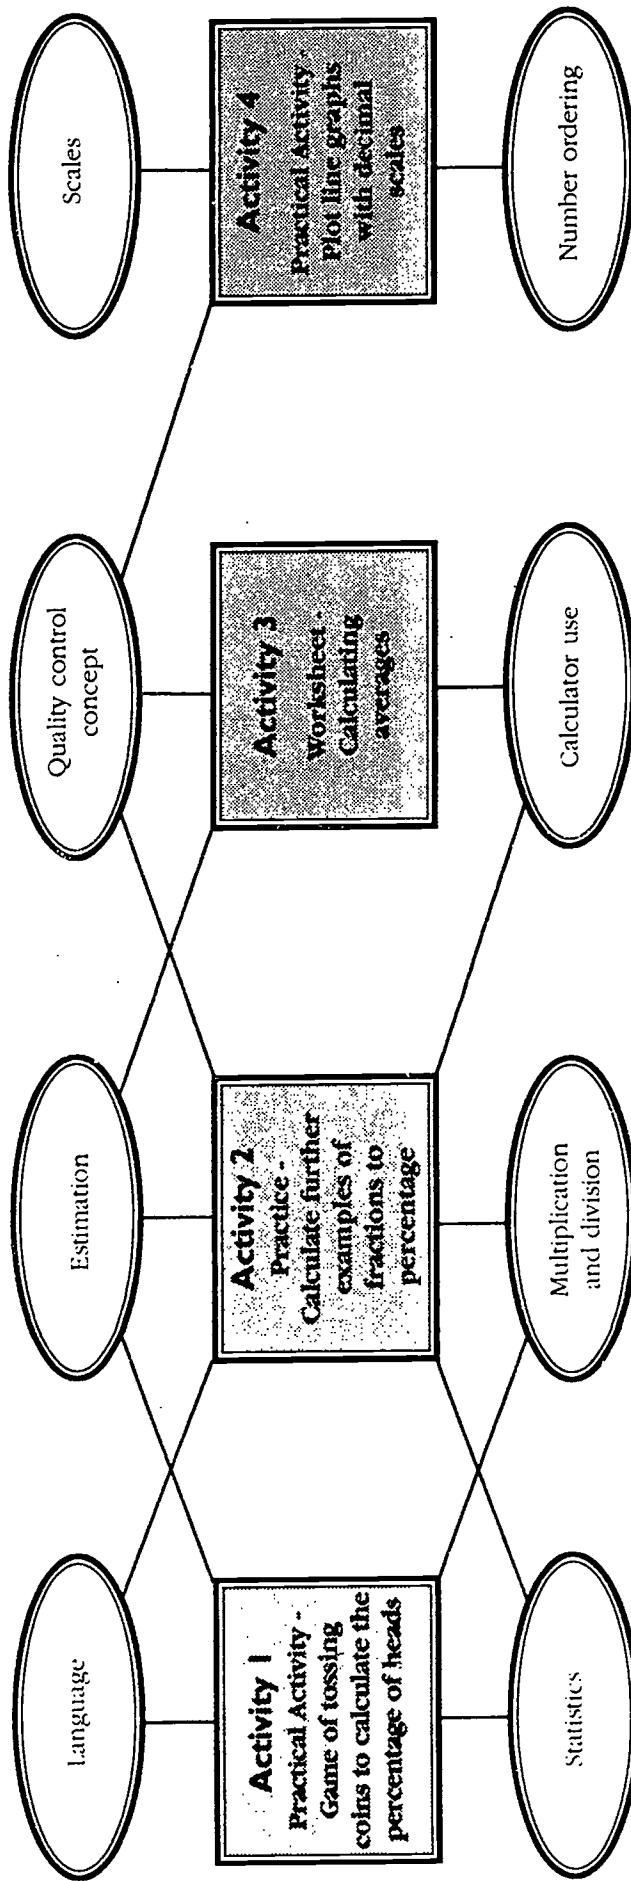 Language
Estimation
Quality control
concept
Scales
Activity 1
Practical Activity -
Game of tossing
coins to calculate the
percentage of heads
Activity 2
Practice -
Calculate further
examples of
fractions to
percentage
Activity 3
Worksheet -
Calculating
averages
Activity 4
Practical Activity -
Plot line graphs
with decimal
scales
Statistics
Multiplication
and division
Calculator use
Number ordering